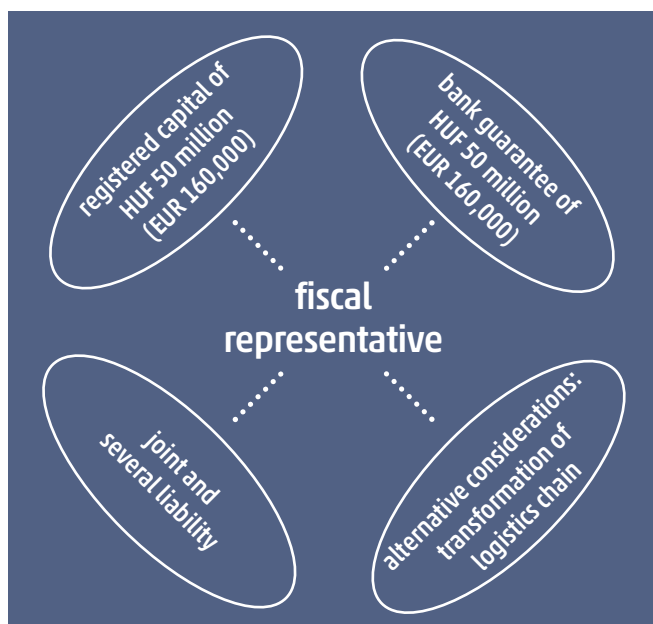 registered capital of
HUF 50 million
(EUR 160,000)
bank guarantee of
HUF 50 million
(EUR 160,000)
fiscal
representative
joint and
several liability
alternative considerations:
transformation of
logistics chain